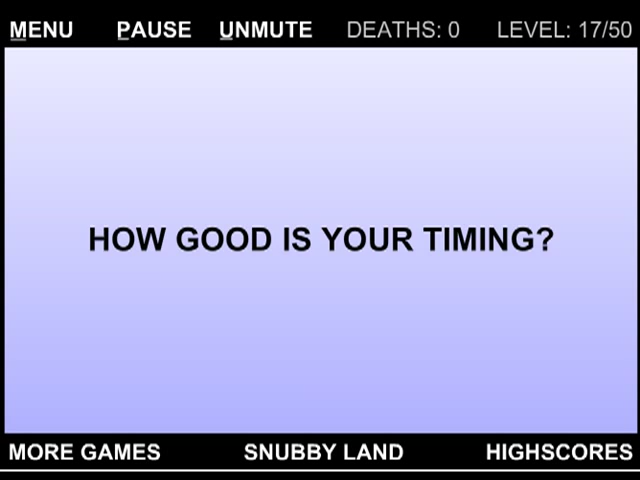 MENU PAUSE UNMUTE DEATHS: 0 LEVEL: 17/50
HOW GOOD IS YOUR TIMING?
MORE GAMES SNUBBY LAND HIGHSCORES